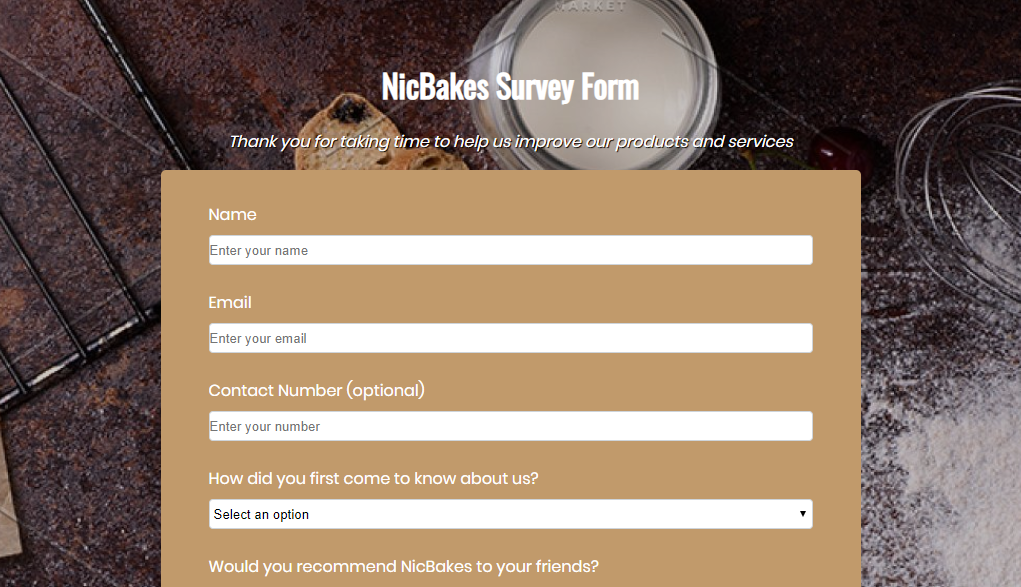 MARKET
NicBakes Survey Form
Thank you for taking time to help us improve our products and services
Name
Enter your name
Email
Enter your email
Contact Number (optional)
Enter your number
How did you first come to know about us?
Select an option
Would you recommend NicBakes to your friends?